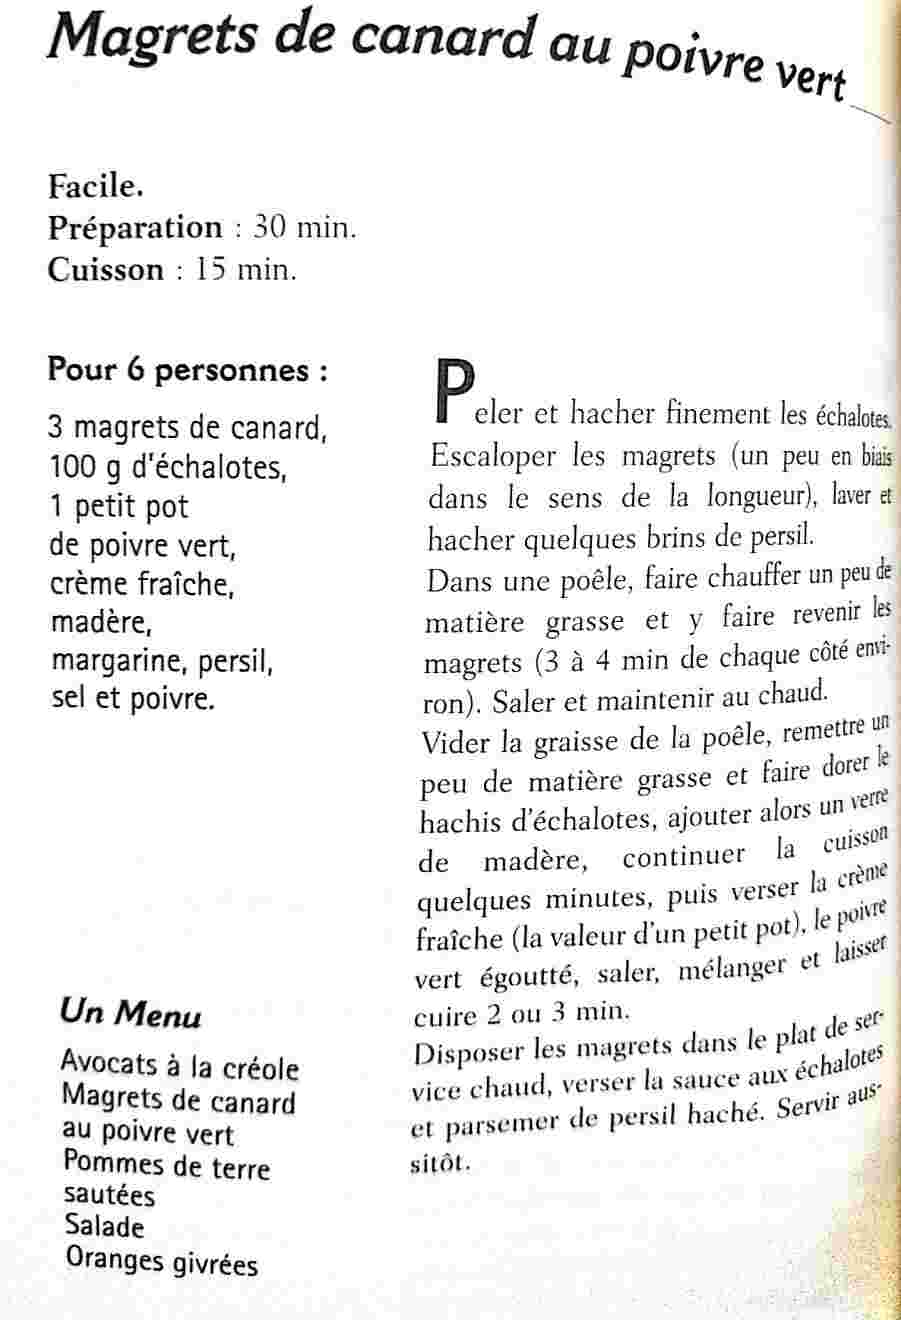 Magrets de canard au poivre vert
Facile.
Préparation : 30 min.
Cuisson : 15 min.
Pour 6 personnes :
3 magrets de canard,
100 g d'échalotes,
1 petit pot
de poivre vert,
crème fraîche,
madère,
margarine, persil,
sel et poivre.
Peler et hacher finement les échalotes.
Escaloper les magrets (un peu en biais
dans le sens de la longueur), laver et
hacher quelques brins de persil.
Dans une poêle, faire chauffer un peu de
matière grasse et y faire revenir les
magrets (3 à 4 min de chaque côté envi-
ron). Saler et maintenir au chaud.
Vider la graisse de la poêle, remettre un
peu de matière grasse et faire dorer le
hachis d'échalotes, ajouter alors un verre
de madère, continuer la cuisson
quelques minutes, puis verser la crème
fraîche (la valeur d'un petit pot), le poivre
vert égoutté, saler, mélanger et laisser
cuire 2 ou 3 min.
Disposer les magrets dans le plat de ser-
vice chaud, verser la sauce aux échalotes
et parsemer de persil haché. Servir aus-
sitôt.
Un Menu
Avocats à la créole
Magrets de canard
au poivre vert
Pommes de terre
sautées
Salade
Oranges givrées